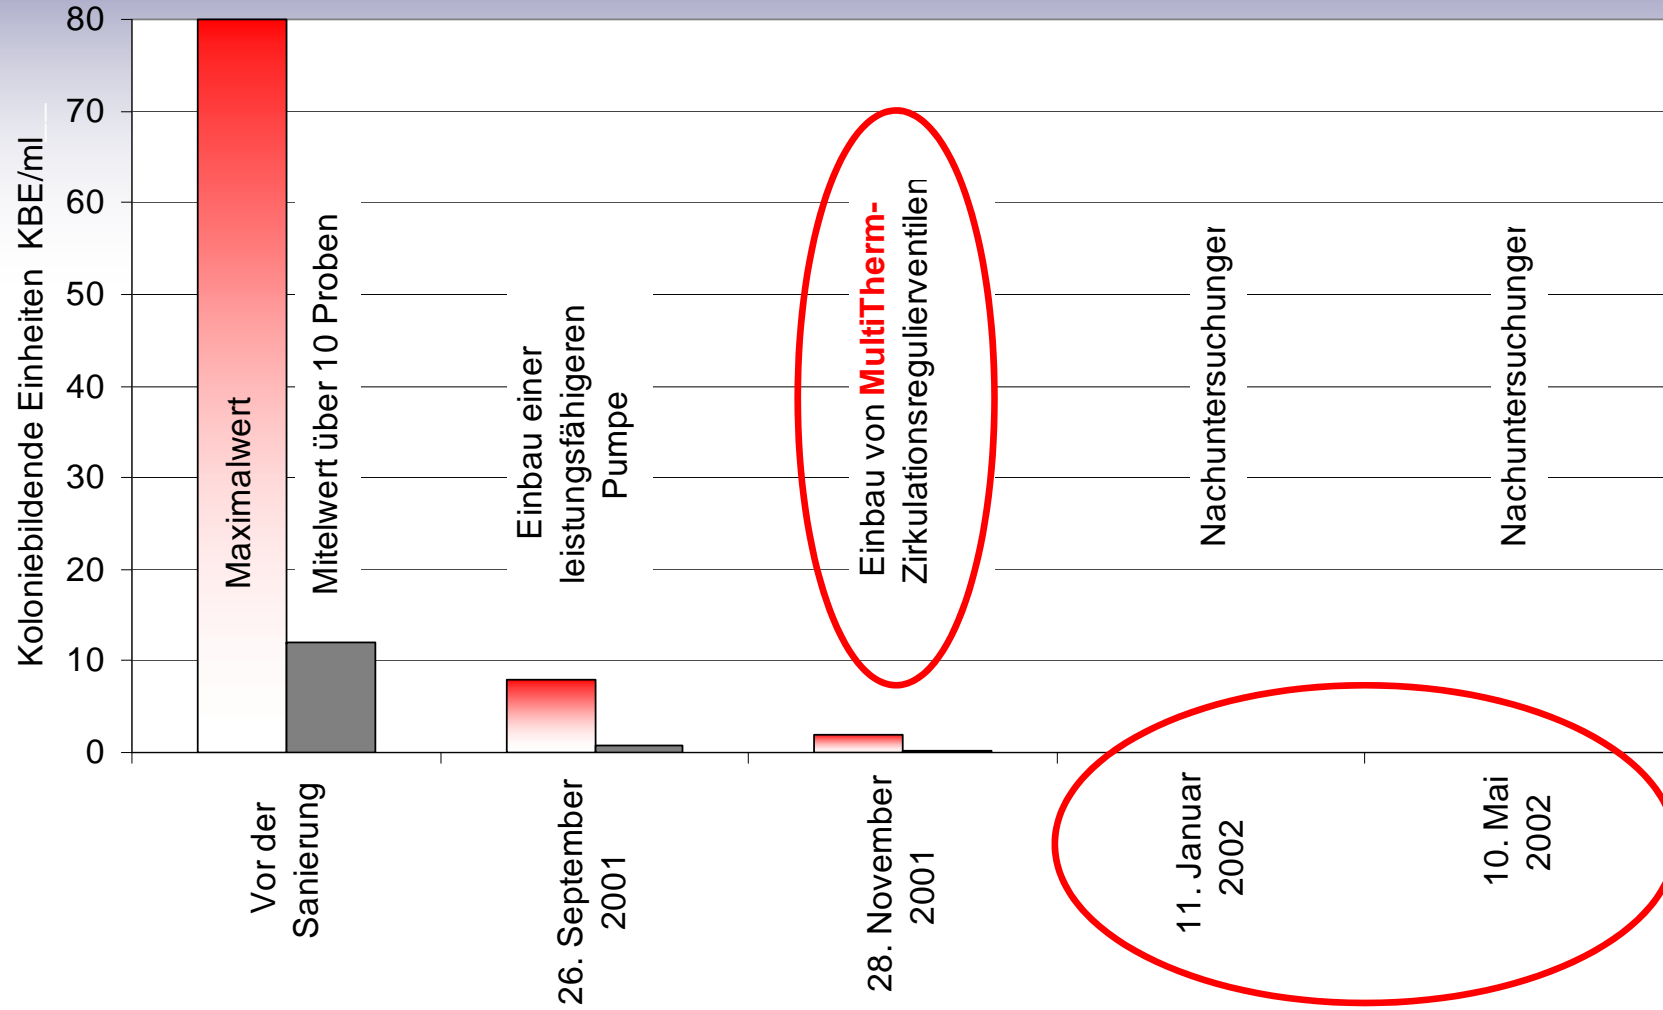 Koloniebildende Einheiten KBE/ml
80
70
60
50
40
30
20
10
0
Maximalwert
Mitelwert über 10 Proben
Einbau einer
leistungsfähigeren
Pumpe
Einbau von MultiTherm-
Zirkulationsregulierventilen
Nachuntersuchunger
Nachuntersuchunger
Vor der
Sanierung
26. September
2001
28. November
2001
11. Januar
2002
10. Mai
2002